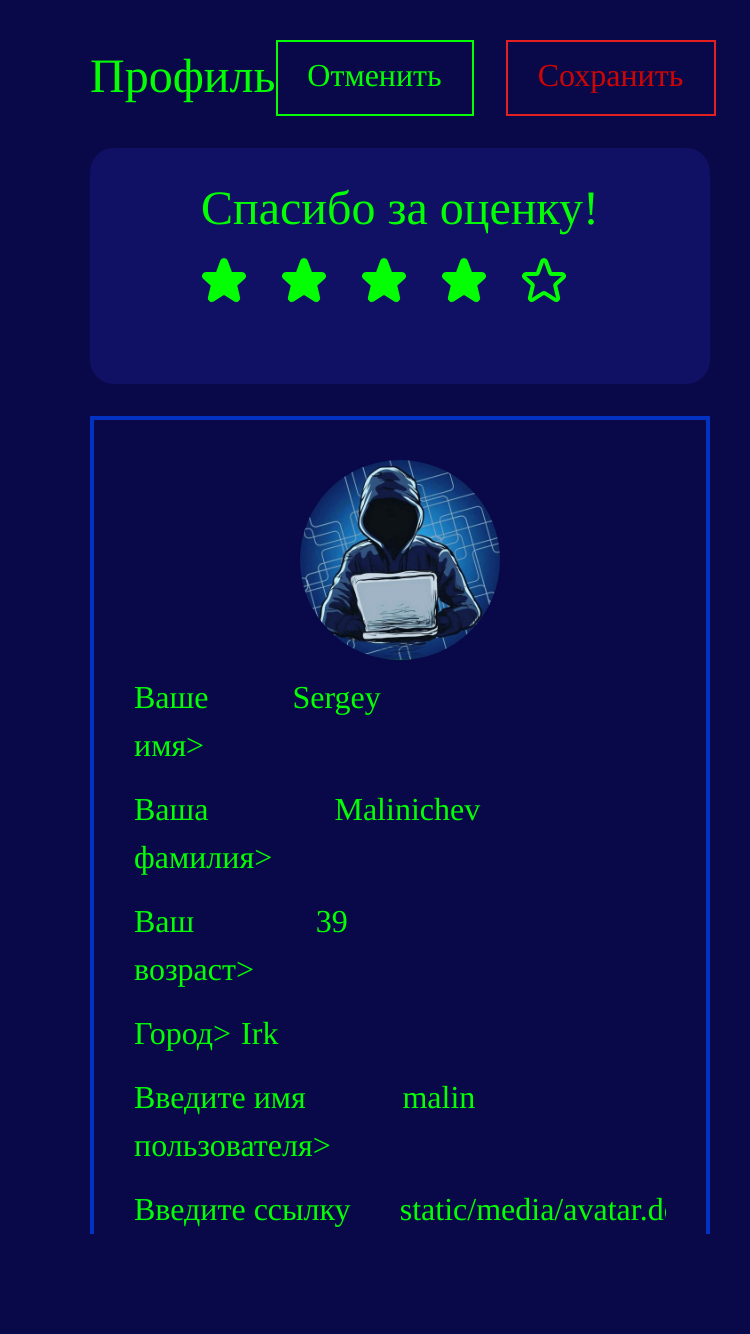 Профиль Отменить Сохранить
Спасибо за оценку!
Ваше Sergey
имя>
Ваша Malinichev
фамилия>
Ваш 39
возраст>
Город> Irk
Введите имя malin
пользователя>
Введите ссылку static/media/avatar.d